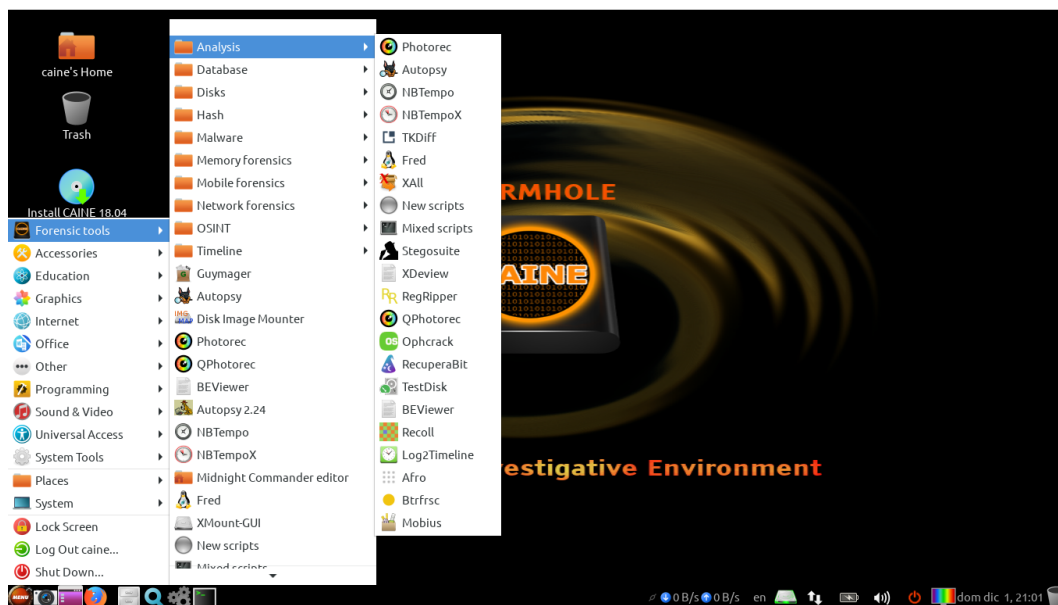 caine's Home
Trash
Install CAINE 18.04
Forensic tools
Accessories
Education
Graphics
Internet
Office
Other
Programming
Sound & Video
Universal Access
System Tools
Places
System
Lock Screen
Log Out caine...
Shut Down...
Analysis
Database
Disks
Hash
Malware
Memory forensics
Mobile forensics
Network forensics
OSINT
Timeline
Guymager
Autopsy
Disk Image Mounter
Photorec
QPhotorec
BEViewer
Autopsy 2.24
NBTempo
NBTempoX
Midnight Commander editor
Fred
XMount-GUI
New scripts
Mixed scripts
Photorec
Autopsy
NBTempo
NBTempoX
TKDiff
Fred
XAll
New scripts
Mixed scripts
Stegosuite
XDeview
RegRipper
QPhotorec
Ophcrack
RecuperaBit
TestDisk
BEViewer
Recoll
Log2Timeline
Afro
Btrfrsc
Mobius
RMHOLE
CAINE
estigative Environment
MENU
0 B/s 0 B/s en dom dic 1, 21:01